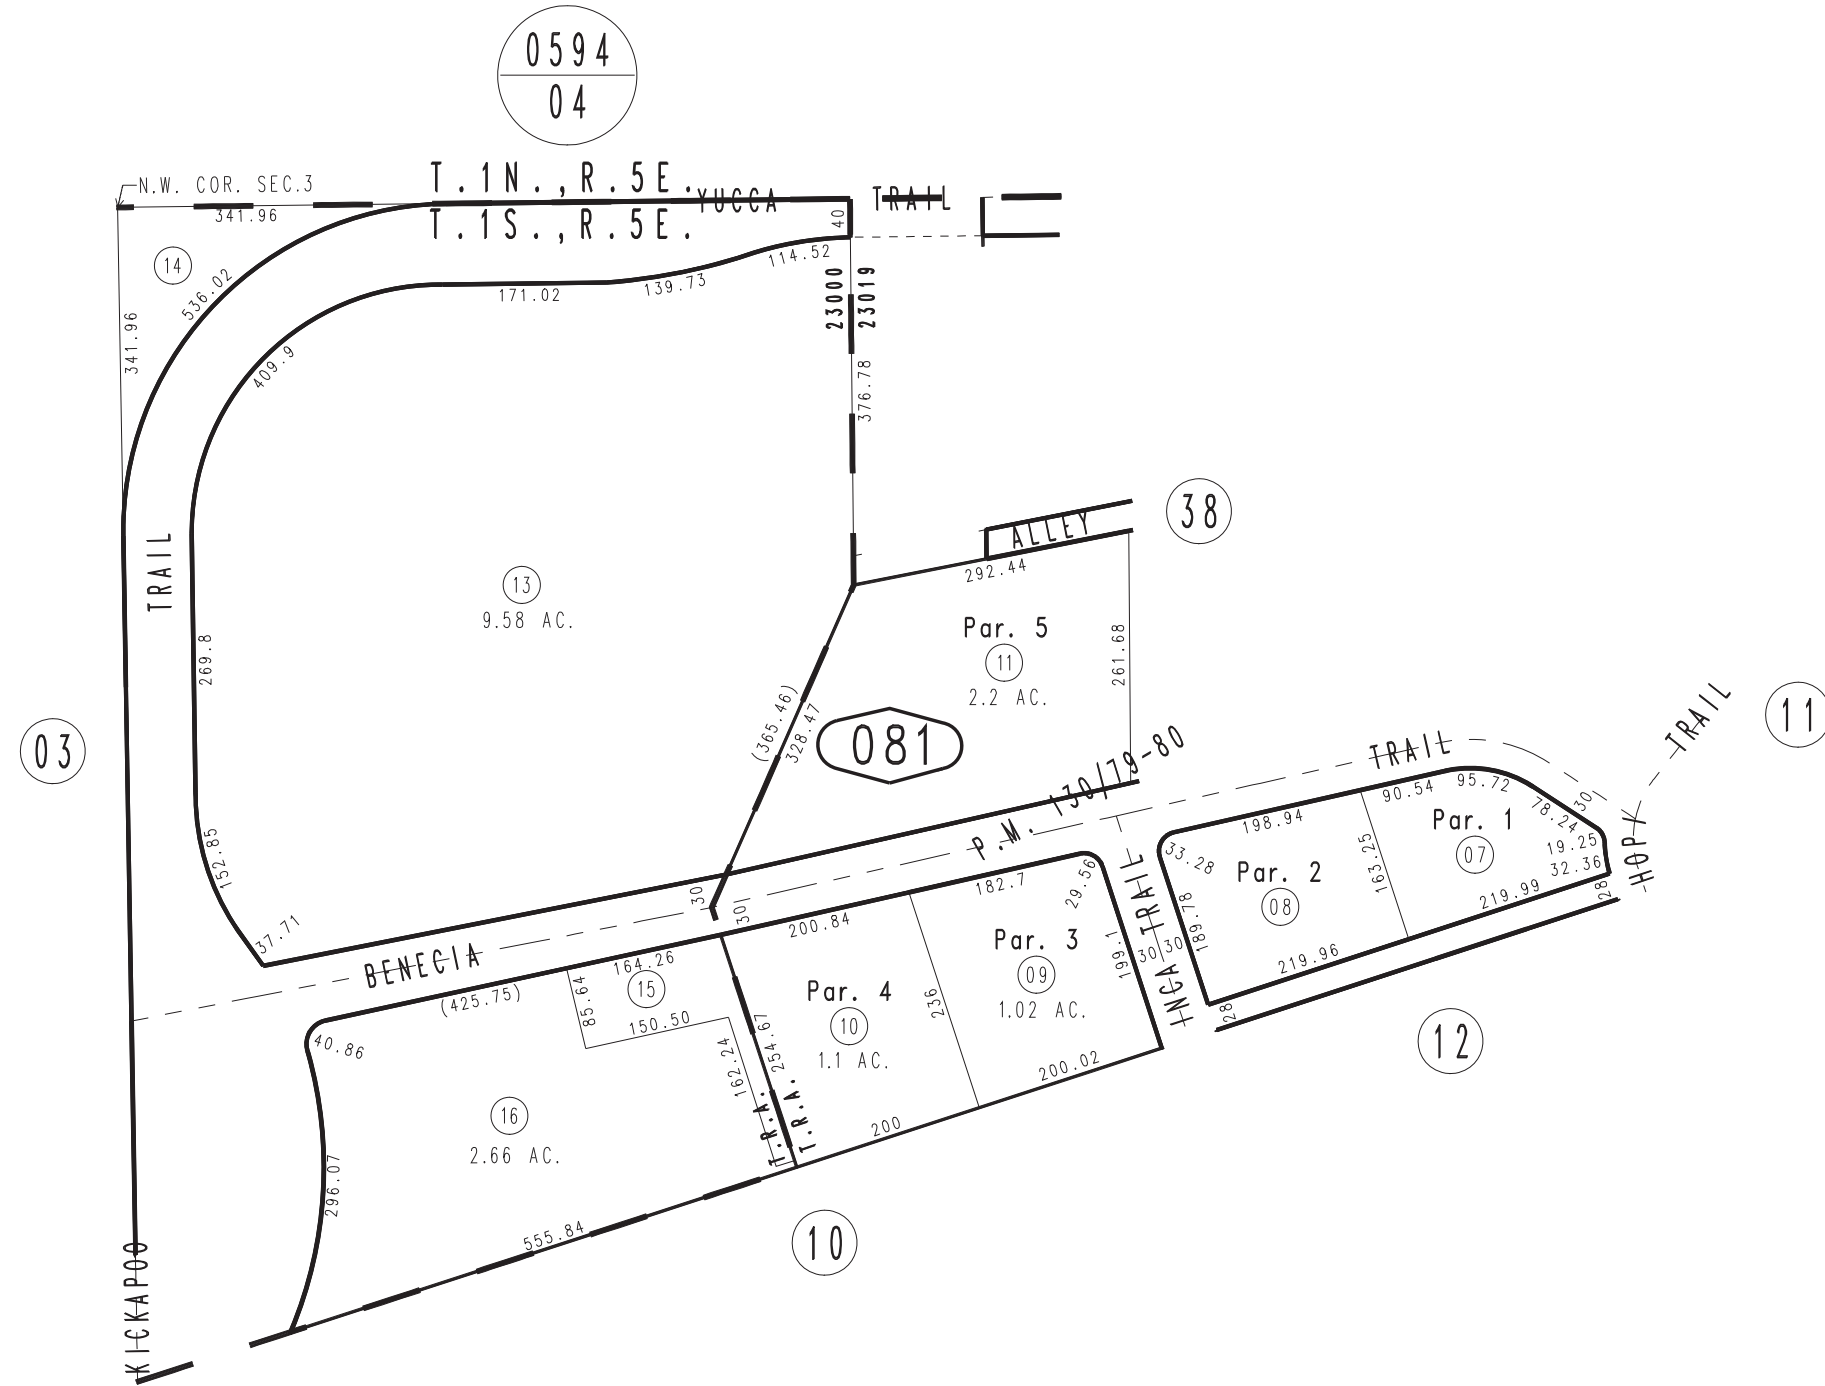 0594
04
N.W. COR. SEC.3
T.1N.,R.5E.
YUCCA TRAIL
341.96
T.1S.,R.5E.
40
14
536.02
114.52
171.02
139.73
23000
23019
341.96
409.9
376.78
38
ALLEY
292.44
TRAIL
13
9.58 AC.
Par. 5
11
2.2 AC.
261.68
269.8
(365.46)
328.47
081
03
11
TRAIL
TRAIL
P.M. 130/79-80
90.54
95.72
78.24
30
198.94
Par. 1
07
19.25
32.36
HOPI
28
33.28
Par. 2
08
163.25
219.99
152.85
37.71
30
30
182.7
29.56
INCA TRAIL
189.78
BENECIA
200.84
Par. 3
09
1.02 AC.
199.1
30
30
219.96
28
164.26
(425.75)
15
85.64
150.50
Par. 4
10
1.1 AC.
236
40.86
162.24
254.67
200.02
12
16
2.66 AC.
T.R.A.
T.R.A.
200
296.07
555.84
10
KICKAPOO